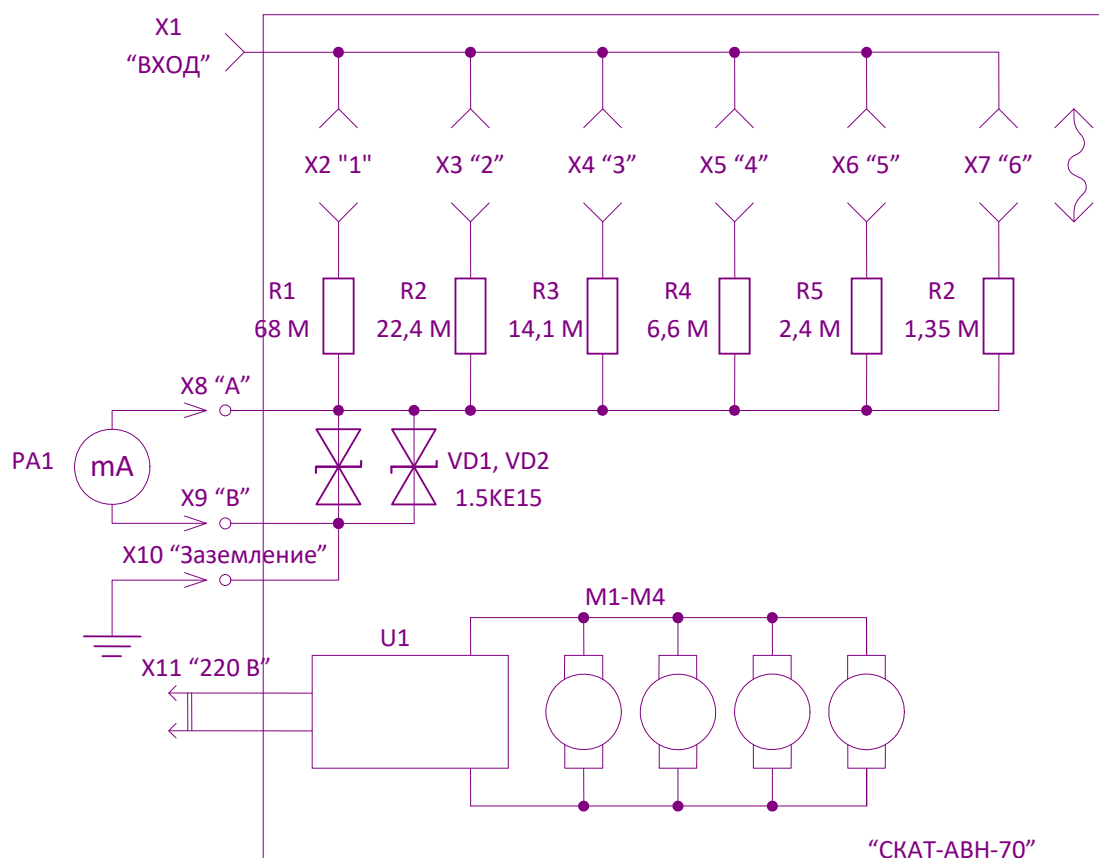 X1
“ВХОД”
X2 "1"
X3 “2”
X4 “3”
X5 “4”
X6 “5”
X7 “6”
R1
68 М
R2
22,4 М
R3
14,1 М
R4
6,6 М
R5
2,4 М
R2
1,35 М
X8 “А”
PA1
mA
VD1, VD2
1.5KE15
X9 “В”
X10 “Заземление”
M1-M4
U1
X11 “220 В”
“СКАТ-АВН-70”